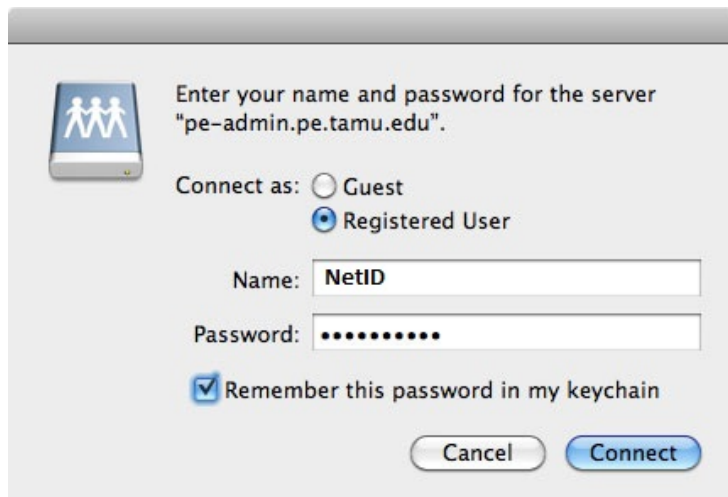 Enter your name and password for the server
“pe-admin.pe.tamu.edu”.
Connect as: Guest
Registered User
Name: NetID
Password: ••••••••••
Remember this password in my keychain
Cancel Connect